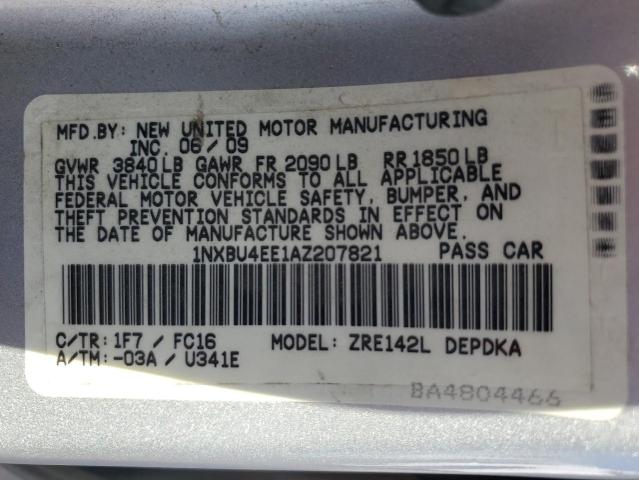 MFD.BY: NEW UNITED MOTOR MANUFACTURING
INC. 06/09
GVWR 3840LB GAWR FR 2090LB RR1850LB
THIS VEHICLE CONFORMS TO ALL APPLICABLE
FEDERAL MOTOR VEHICLE SAFETY, BUMPER, AND
THEFT PREVENTION STANDARDS IN EFFECT ON
THE DATE OF MANUFACTURE SHOWN ABOVE.
1NXBU4EE1AZ207821 PASS CAR
C/TR: 1F7 / FC16 MODEL: ZRE142L DEPDKA
A/TM: -03A / U341E
BA4804466